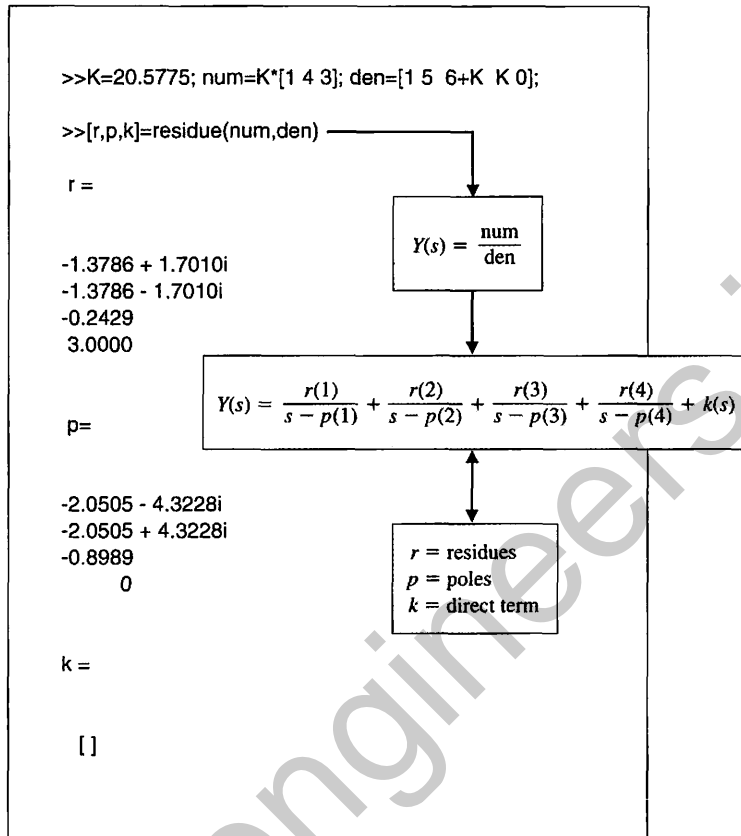 >>K=20.5775; num=K*[1 4 3]; den=[1 5 6+K K 0];
>>[r,p,k]=residue(num,den)
r =
-1.3786 + 1.7010i
-1.3786 - 1.7010i
-0.2429
3.0000
Y(s) = num / den
Y(s) = r(1) / (s − p(1)) + r(2) / (s − p(2)) + r(3) / (s − p(3)) + r(4) / (s − p(4)) + k(s)
p=
-2.0505 - 4.3228i
-2.0505 + 4.3228i
-0.8989
0
r = residues
p = poles
k = direct term
k =
[ ]
engineers